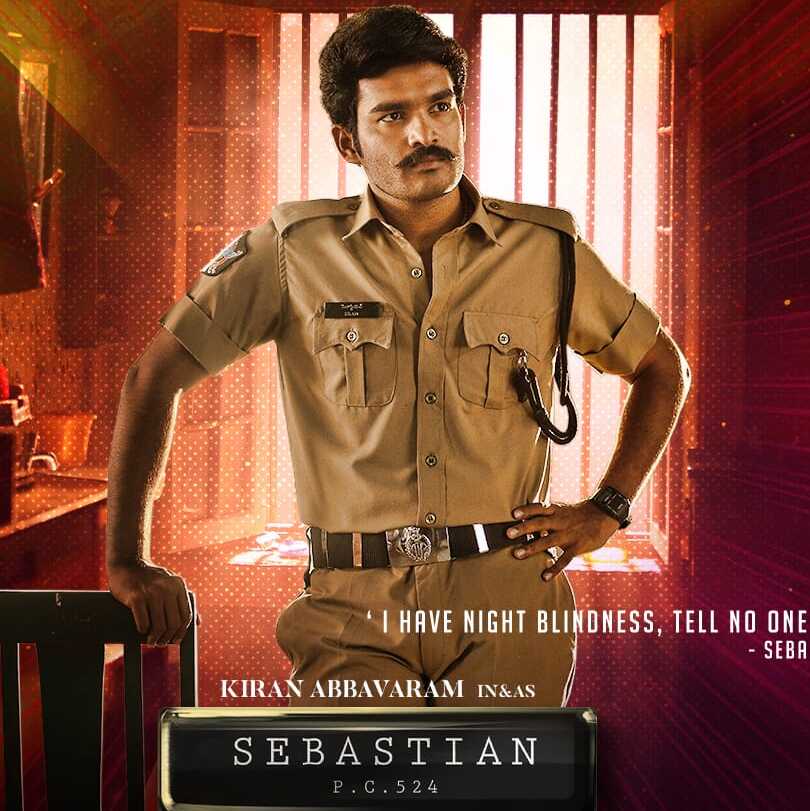 ‘ I HAVE NIGHT BLINDNESS, TELL NO ONE
- SEBA
KIRAN ABBAVARAM IN&AS
SEBASTIAN
P.C.524